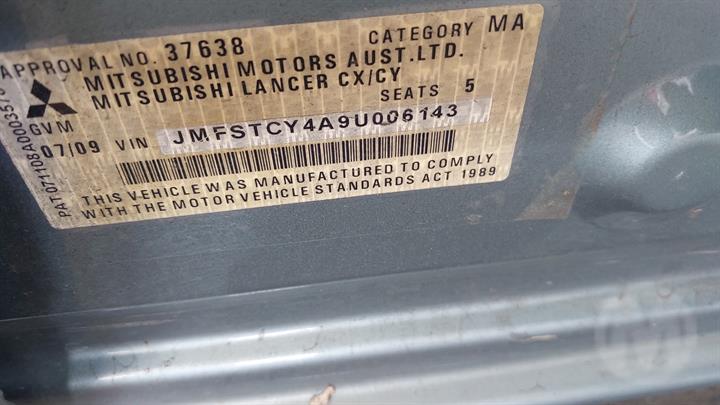 APPROVAL NO. 37638 CATEGORY MA
MITSUBISHI MOTORS AUST.LTD.
MITSUBISHI LANCER CX/CY
SEATS 5
GVM
07/09 VIN JMFSTCY4A9U006143
THIS VEHICLE WAS MANUFACTURED TO COMPLY
WITH THE MOTOR VEHICLE STANDARDS ACT 1989